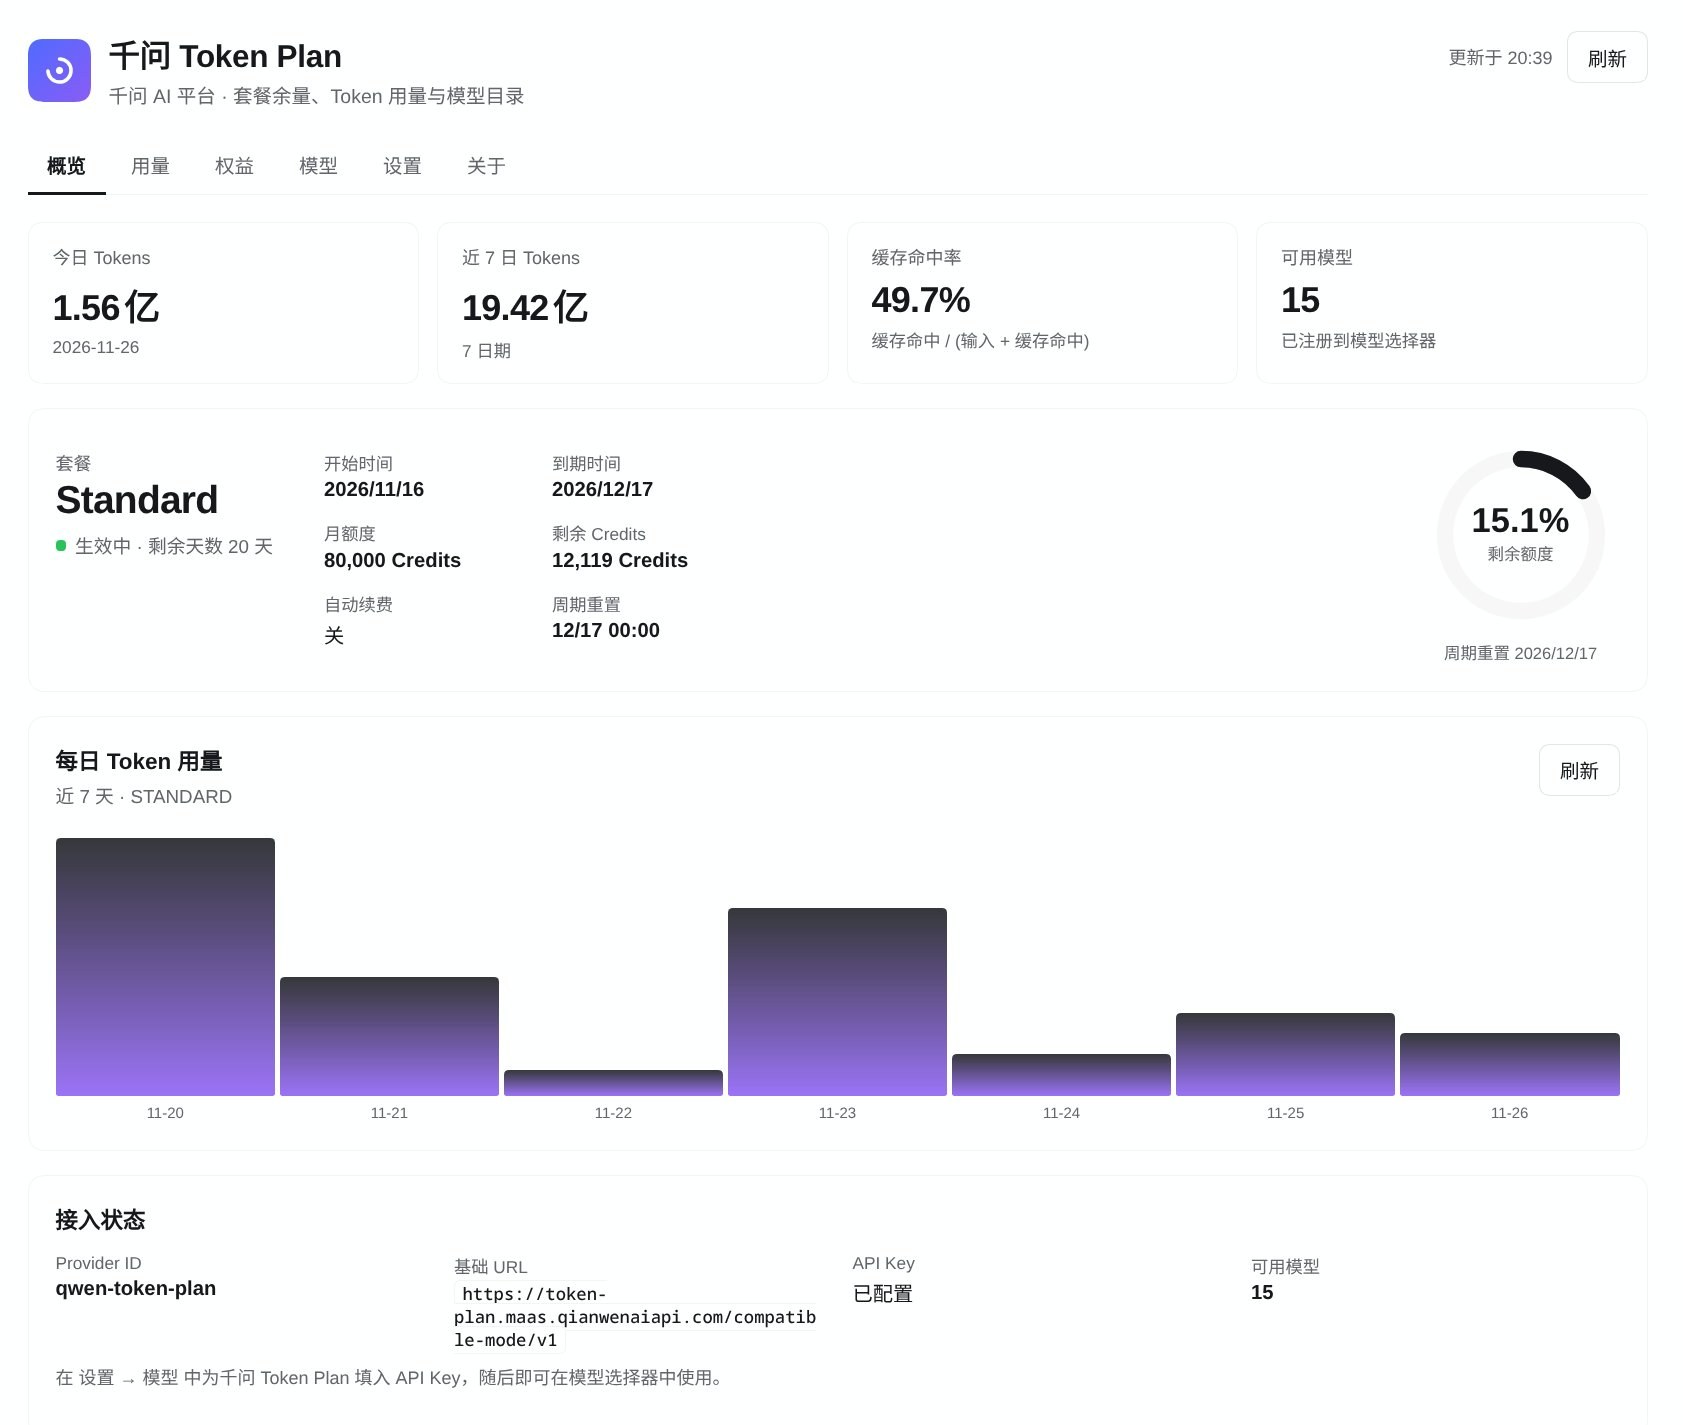 千问 Token Plan
千问 AI 平台 · 套餐余量、Token 用量与模型目录
更新于 20:39
刷新
概览
用量
权益
模型
设置
关于
今日 Tokens
1.56 亿
2026-11-26
近 7 日 Tokens
19.42 亿
7 日期
缓存命中率
49.7%
缓存命中 / (输入 + 缓存命中)
可用模型
15
已注册到模型选择器
套餐
Standard
生效中 · 剩余天数 20 天
开始时间
2026/11/16
到期时间
2026/12/17
月额度
80,000 Credits
剩余 Credits
12,119 Credits
自动续费
关
周期重置
12/17 00:00
15.1%
剩余额度
周期重置 2026/12/17
每日 Token 用量
近 7 天 · STANDARD
刷新
11-20
11-21
11-22
11-23
11-24
11-25
11-26
接入状态
Provider ID
qwen-token-plan
基础 URL
https://token-
plan.maas.qianwenaiapi.com/compatib
le-mode/v1
API Key
已配置
可用模型
15
在 设置 → 模型 中为千问 Token Plan 填入 API Key，随后即可在模型选择器中使用。